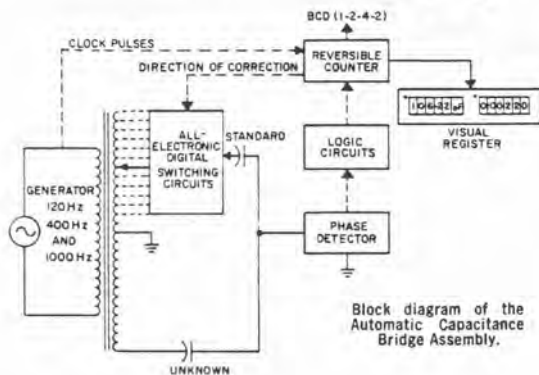 BCD (1-2-4-2)
CLOCK PULSES
REVERSIBLE
COUNTER
DIRECTION OF CORRECTION
ALL-
ELECTRONIC
DIGITAL
SWITCHING
CIRCUITS
STANDARD
LOGIC
CIRCUITS
VISUAL
REGISTER
GENERATOR
120 Hz
400 Hz
AND
1000 Hz
PHASE
DETECTOR
UNKNOWN
Block diagram of the
Automatic Capacitance
Bridge Assembly.